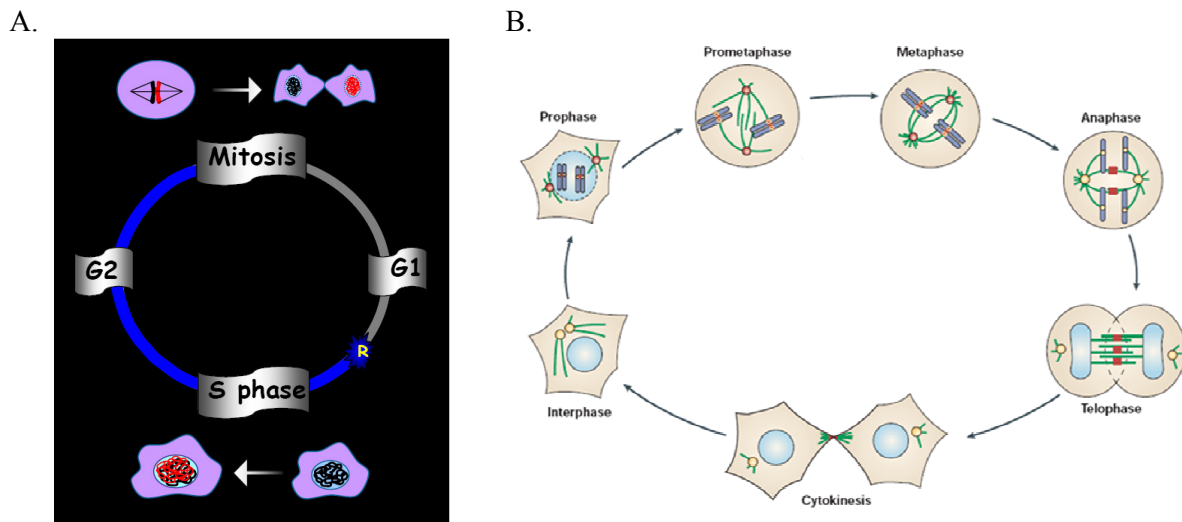 A.
Mitosis
G2
G1
R
S phase
B.
Prometaphase
Metaphase
Prophase
Anaphase
Interphase
Telophase
Cytokinesis